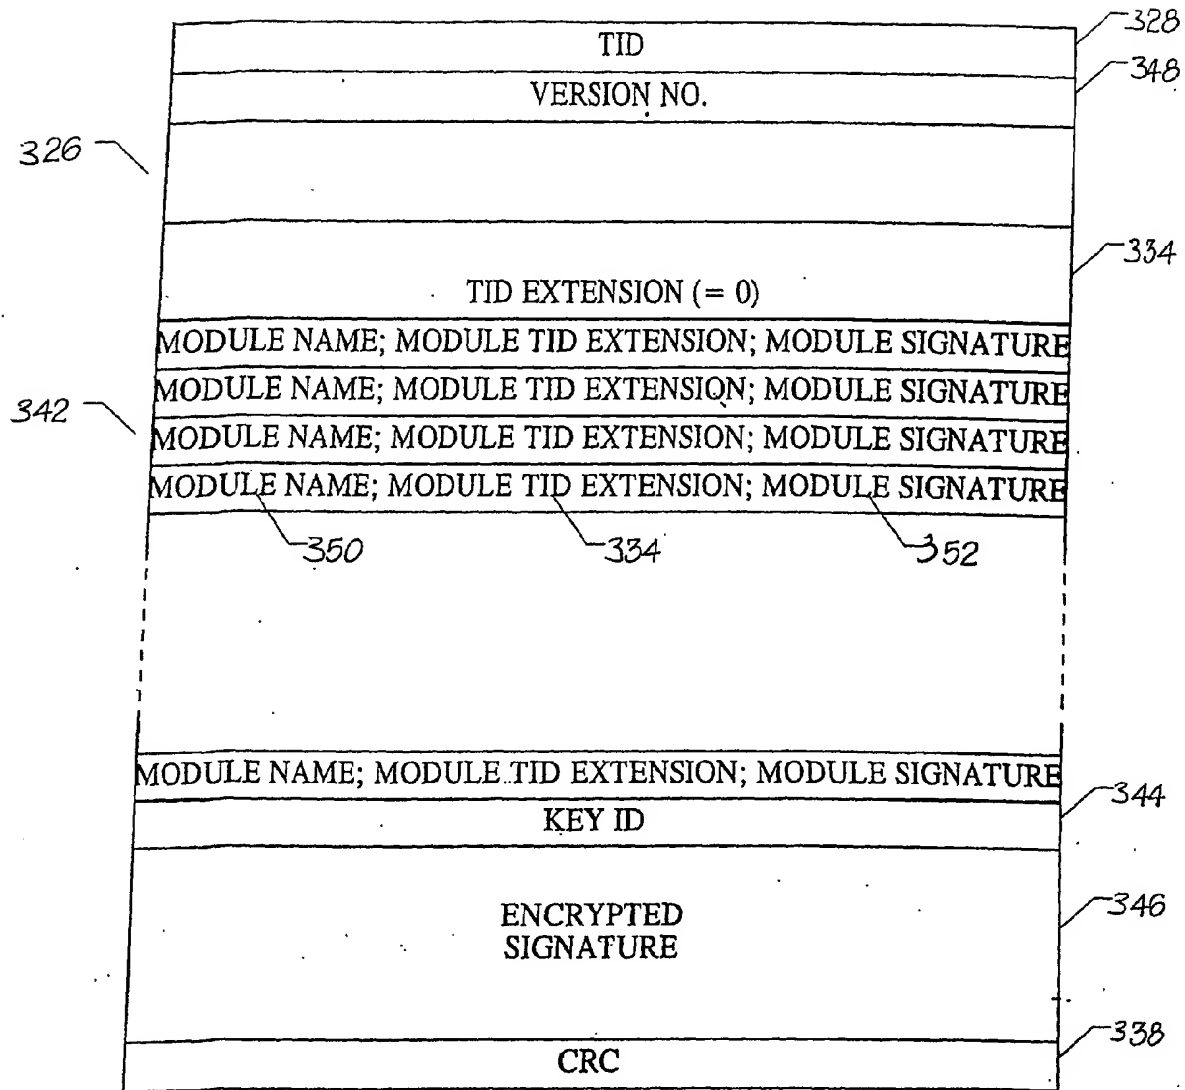 328
TID
348
VERSION NO.
326
334
TID EXTENSION (= 0)
MODULE NAME; MODULE TID EXTENSION; MODULE SIGNATURE
MODULE NAME; MODULE TID EXTENSION; MODULE SIGNATURE
342
MODULE NAME; MODULE TID EXTENSION; MODULE SIGNATURE
MODULE NAME; MODULE TID EXTENSION; MODULE SIGNATURE
350 334 352
MODULE NAME; MODULE TID EXTENSION; MODULE SIGNATURE
344
KEY ID
ENCRYPTED
SIGNATURE
346
338
CRC